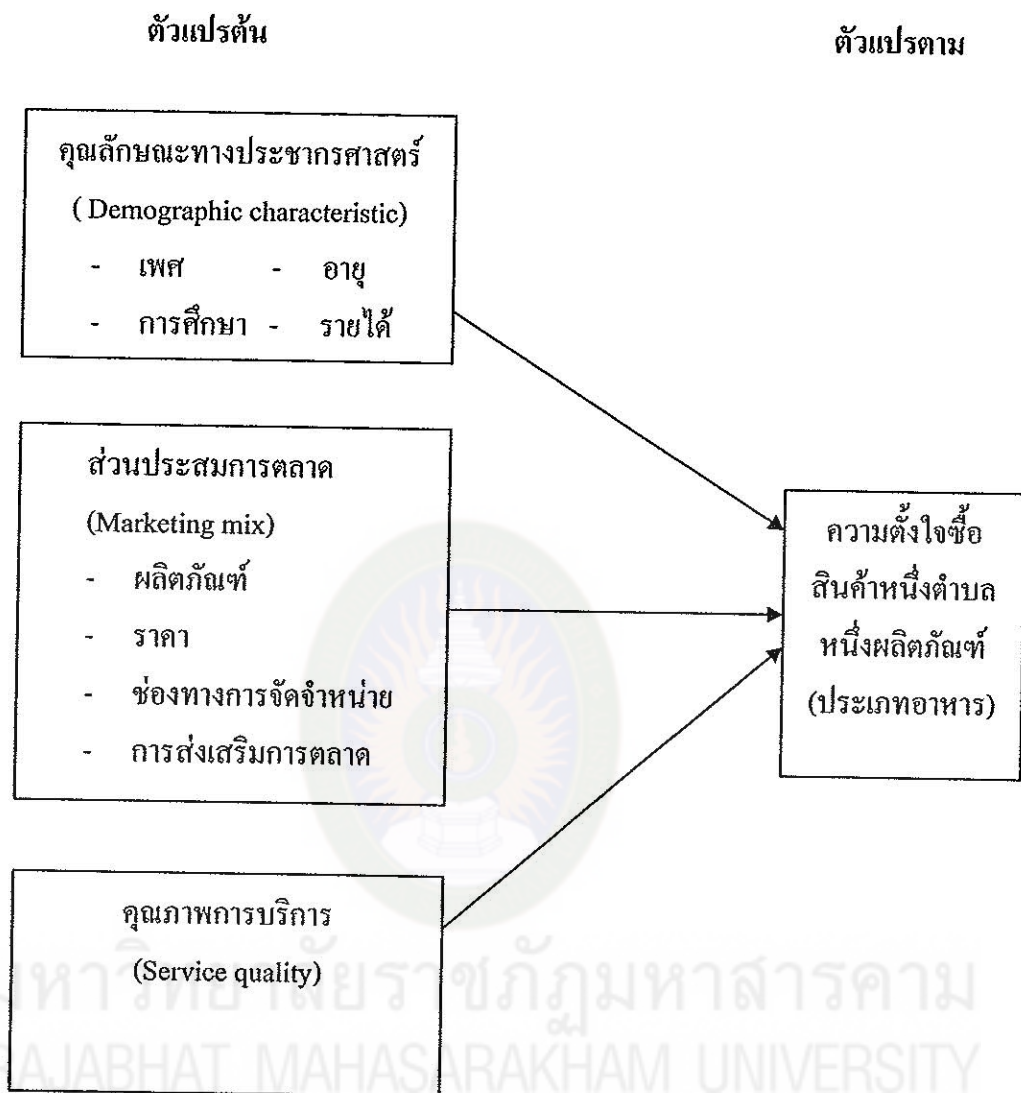 ตัวแปรต้น
ตัวแปรตาม
คุณลักษณะทางประชากรศาสตร์
( Demographic characteristic)
- เพศ - อายุ
- การศึกษา - รายได้
ส่วนประสมการตลาด
(Marketing mix)
- ผลิตภัณฑ์
- ราคา
- ช่องทางการจัดจำหน่าย
- การส่งเสริมการตลาด
คุณภาพการบริการ
(Service quality)
ความตั้งใจซื้อ
สินค้าหนึ่งตำบล
หนึ่งผลิตภัณฑ์
(ประเภทอาหาร)
มหาวิทยาลัยราชภัฏมหาสารคาม
RAJABHAT MAHASARAKHAM UNIVERSITY